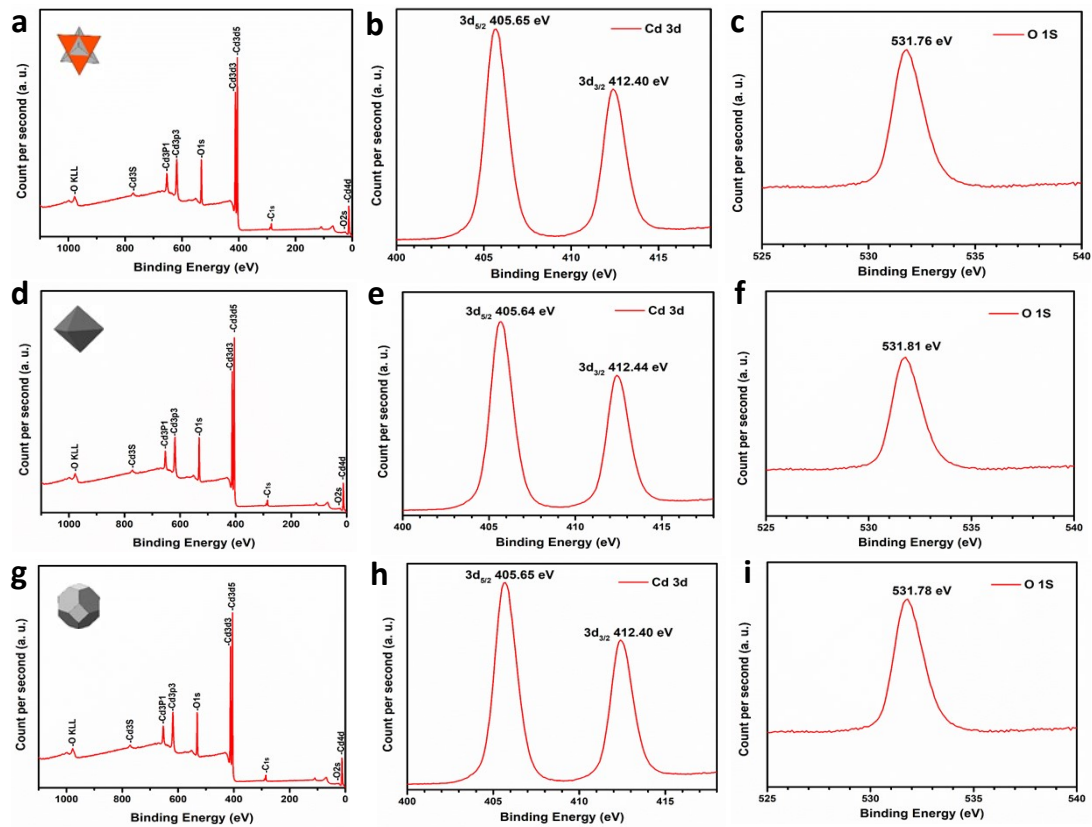 a
Count per second (a. u.)
-O KLL
-Cd3S
-Cd3P1
-Cd3p3
-O1s
-Cd3d3
-Cd3d5
-C1s
-O2s
-Cd4d
1000 800 600 400 200 0
Binding Energy (eV)
b
Count per second (a. u.)
3d5/2 405.65 eV
Cd 3d
3d3/2 412.40 eV
400 405 410 415
Binding Energy (eV)
c
Count per second (a. u.)
531.76 eV
O 1S
525 530 535 540
Binding Energy (eV)
d
Count per second (a. u.)
-O KLL
-Cd3S
-Cd3P1
-Cd3p3
-O1s
-Cd3d3
-Cd3d5
-C1s
-O2s
-Cd4d
1000 800 600 400 200 0
Binding Energy (eV)
e
Count per second (a. u.)
3d5/2 405.64 eV
Cd 3d
3d3/2 412.44 eV
400 405 410 415
Binding Energy (eV)
f
Count per second (a. u.)
531.81 eV
O 1S
525 530 535 540
Binding Energy (eV)
g
Count per second (a. u.)
-O KLL
-Cd3S
-Cd3P1
-Cd3p3
-O1s
-Cd3d3
-Cd3d5
-C1s
-O2s
-Cd4d
1000 800 600 400 200 0
Binding Energy (eV)
h
Count per second (a. u.)
3d5/2 405.65 eV
Cd 3d
3d3/2 412.40 eV
400 405 410 415
Binding Energy (eV)
i
Count per second (a. u.)
531.78 eV
O 1S
525 530 535 540
Binding Energy (eV)